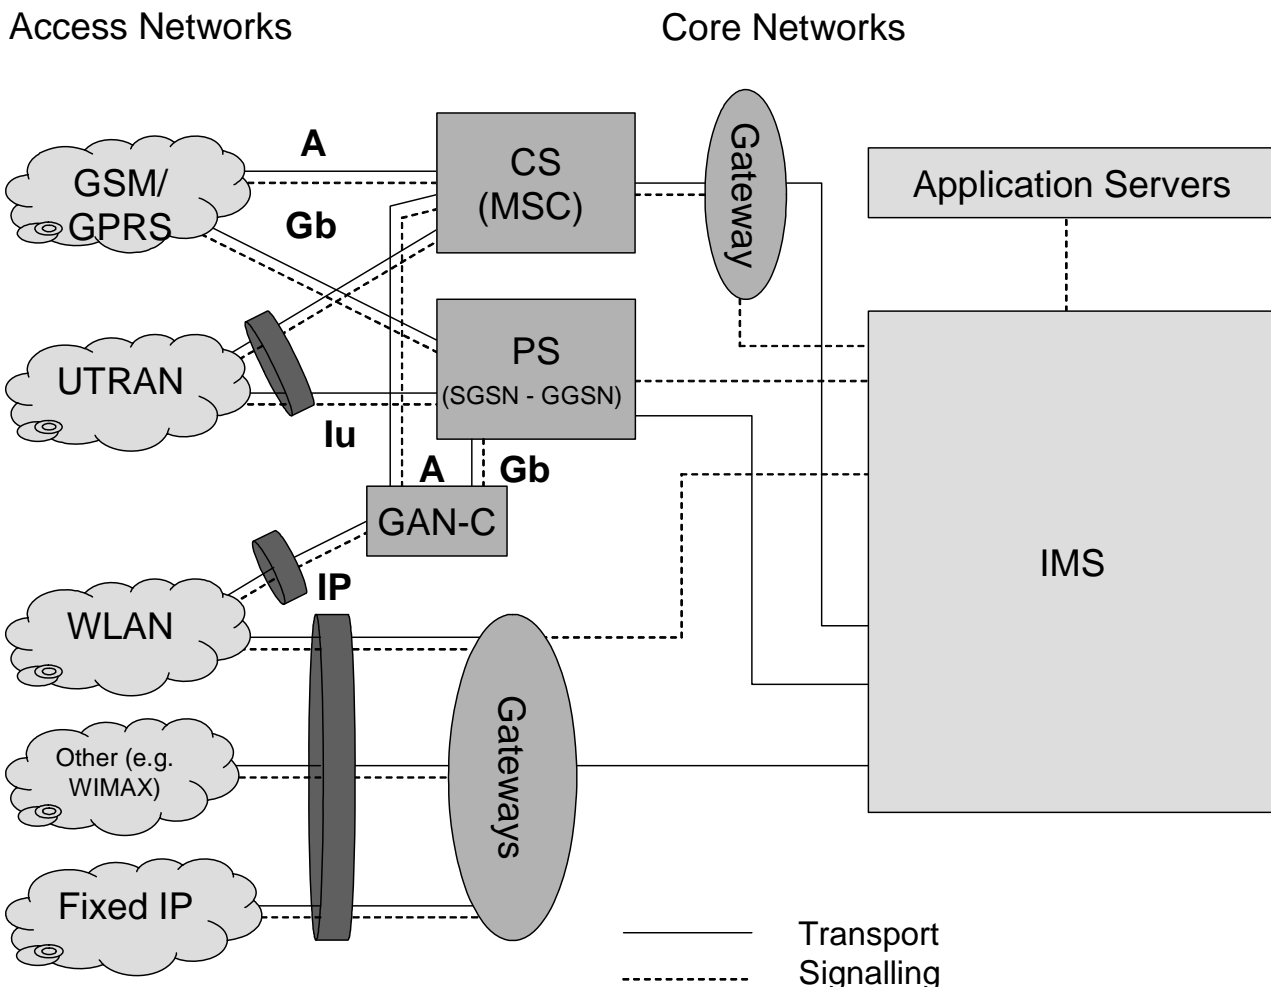 Access Networks
Core Networks
GSM/
GPRS
A
Gb
CS
(MSC)
Gateway
Application Servers
UTRAN
Iu
PS
(SGSN - GGSN)
A
Gb
GAN-C
IMS
WLAN
IP
Other (e.g.
WIMAX)
Gateways
Fixed IP
Transport
Signalling